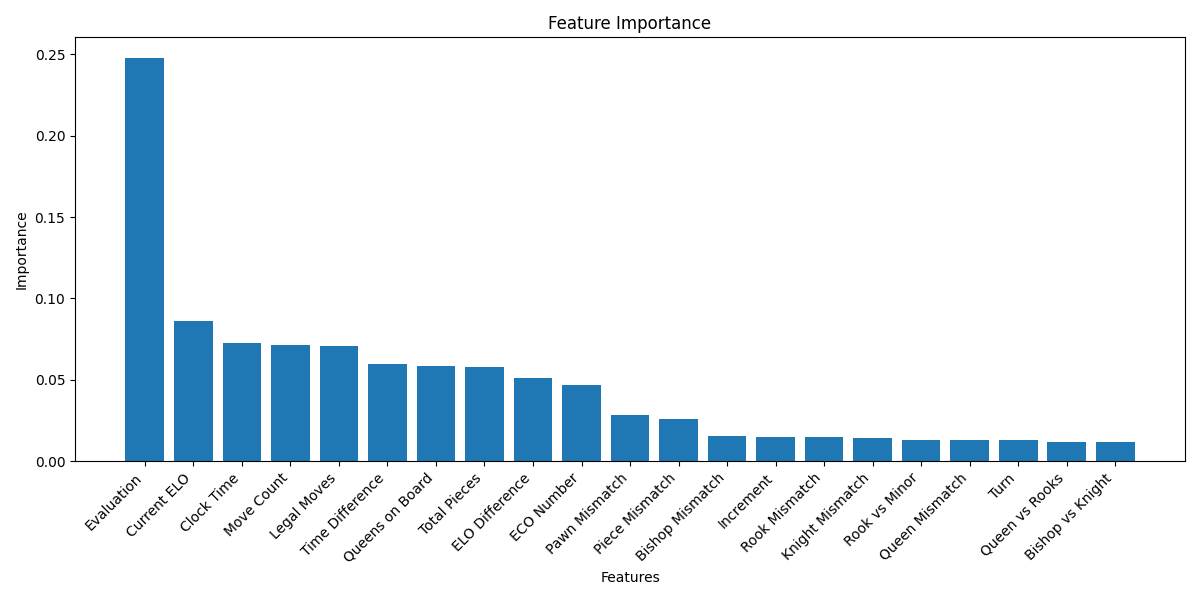 Feature Importance
Importance
0.25
0.20
0.15
0.10
0.05
0.00
Evaluation
Current ELO
Clock Time
Move Count
Legal Moves
Time Difference
Queens on Board
Total Pieces
ELO Difference
ECO Number
Pawn Mismatch
Piece Mismatch
Bishop Mismatch
Increment
Rook Mismatch
Knight Mismatch
Rook vs Minor
Queen Mismatch
Turn
Queen vs Rooks
Bishop vs Knight
Features